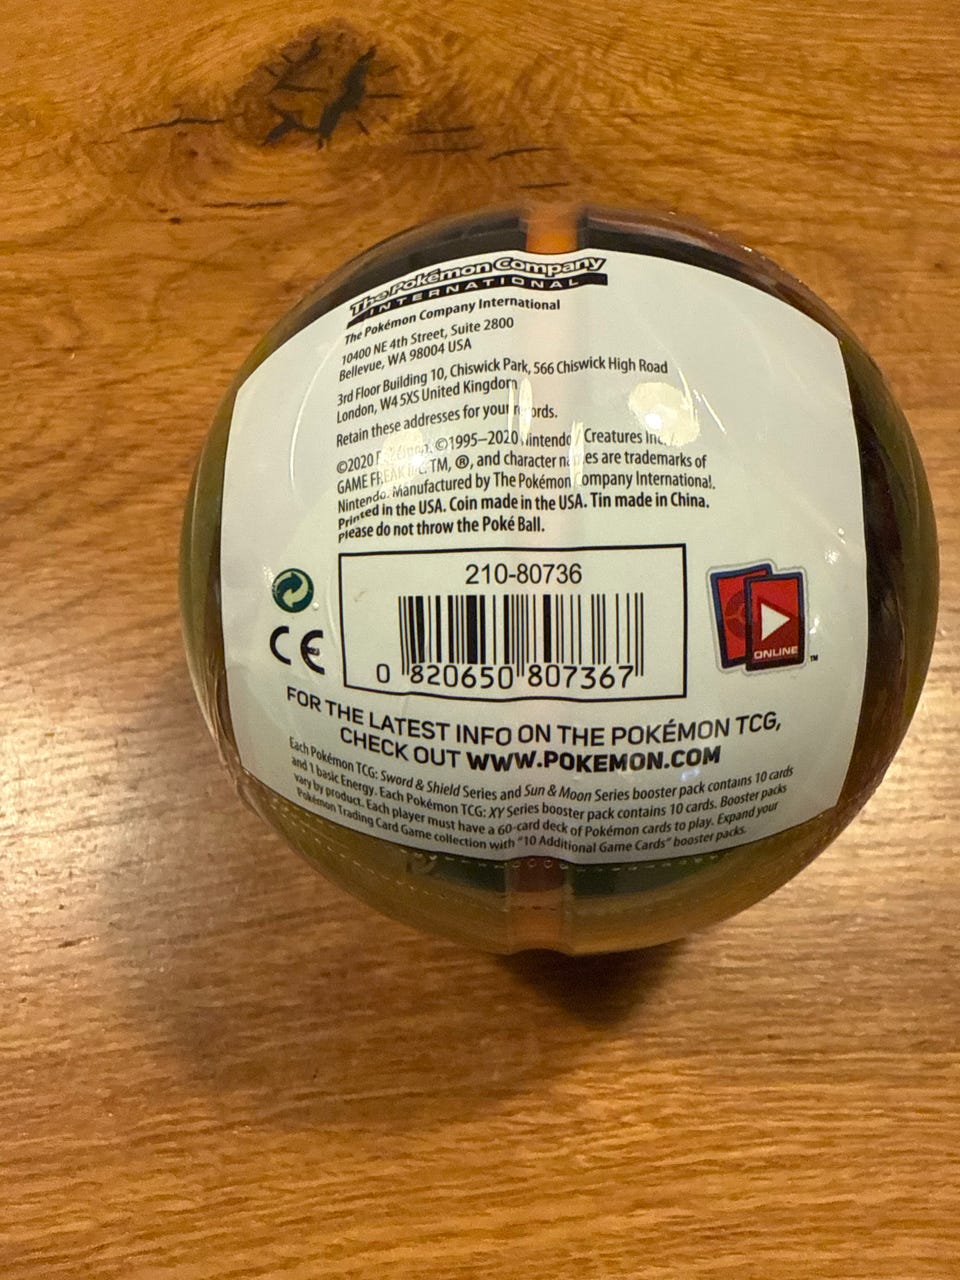 The Pokémon Company
INTERNATIONAL
The Pokémon Company International
10400 NE 4th Street, Suite 2800
Bellevue, WA 98004 USA
3rd Floor Building 10, Chiswick Park, 566 Chiswick High Road
London, W4 5XS United Kingdom
Retain these addresses for your records.
©2020 Pokémon. ©1995–2020 Nintendo / Creatures Inc. /
GAME FREAK inc. TM, ®, and character names are trademarks of
Nintendo. Manufactured by The Pokémon Company International.
Printed in the USA. Coin made in the USA. Tin made in China.
Please do not throw the Poké Ball.
210-80736
0 820650 807367
CE
ONLINE
TM
FOR THE LATEST INFO ON THE POKÉMON TCG,
CHECK OUT WWW.POKEMON.COM
Each Pokémon TCG: Sword & Shield Series and Sun & Moon Series booster pack contains 10 cards
and 1 basic Energy. Each Pokémon TCG: XY Series booster pack contains 10 cards. Booster packs
vary by product. Each player must have a 60-card deck of Pokémon cards to play. Expand your
Pokémon Trading Card Game collection with "10 Additional Game Cards" booster packs.